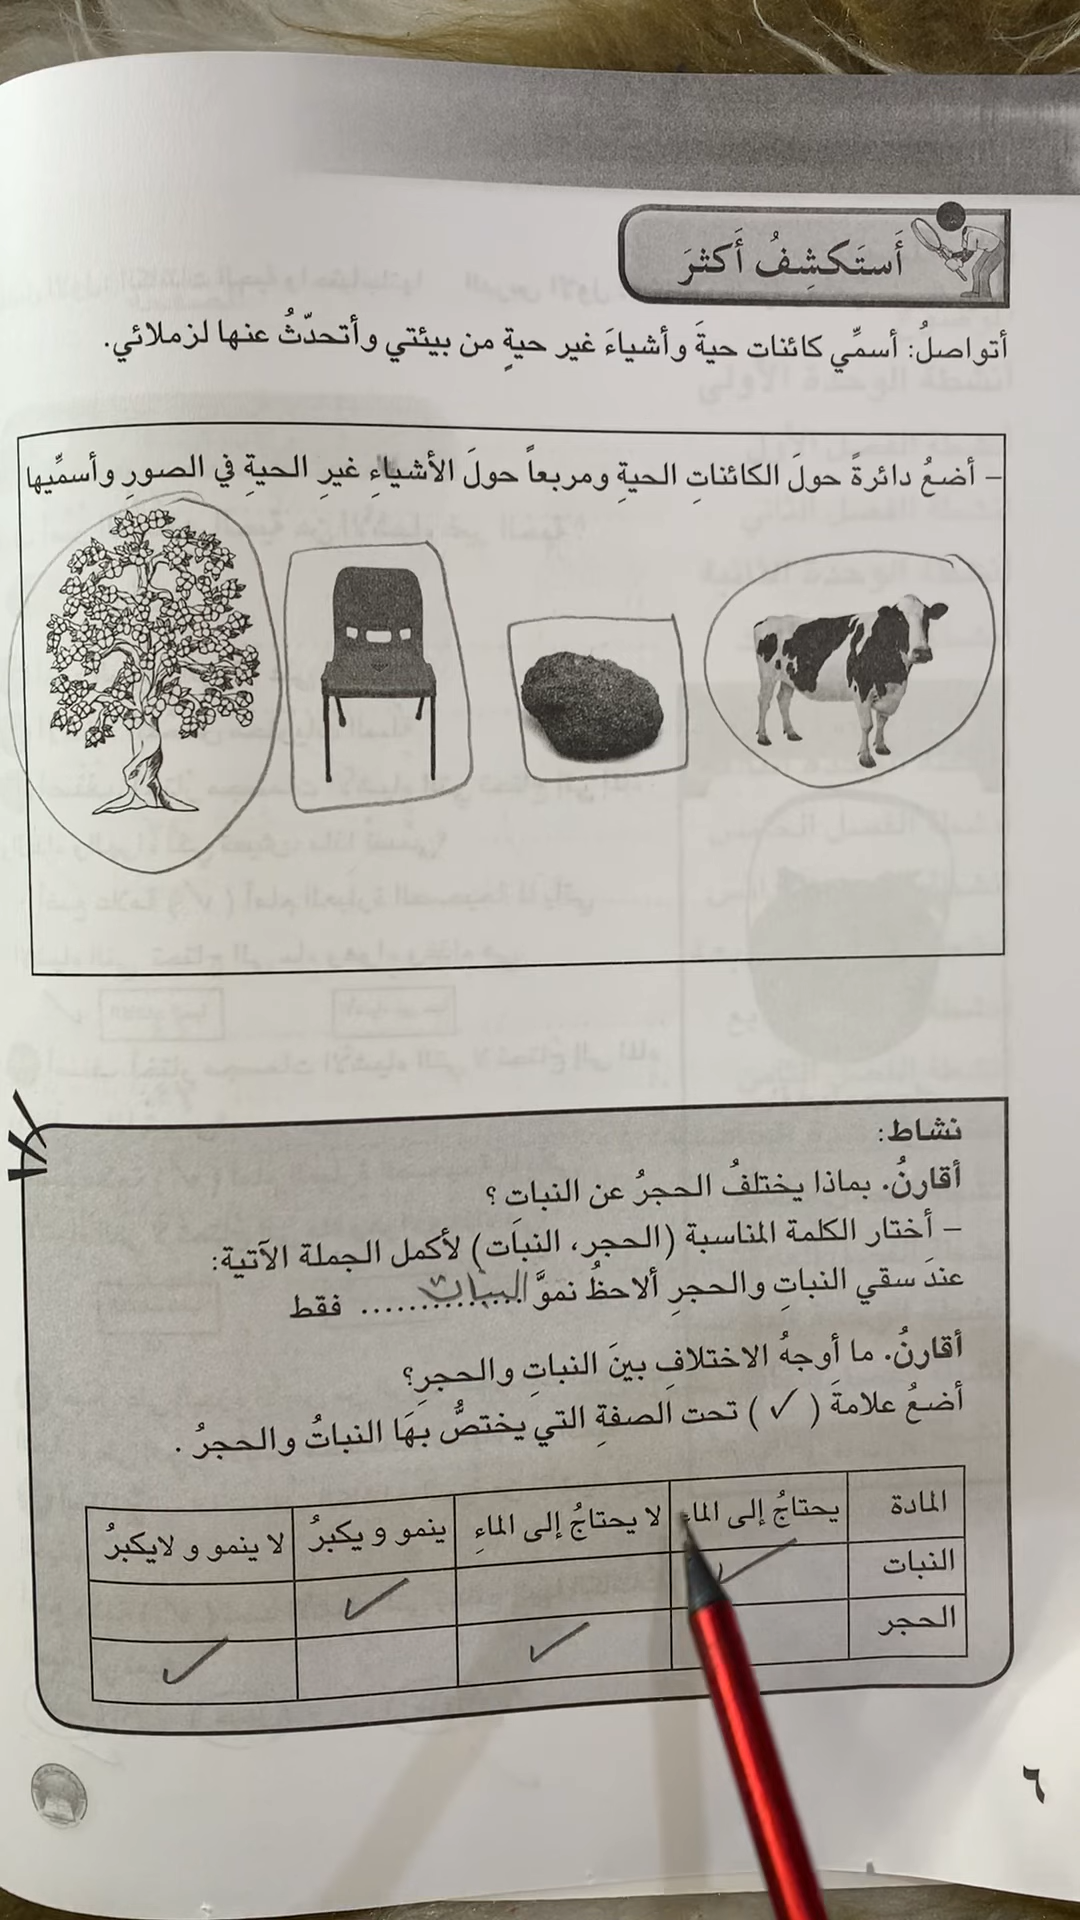 أَستَكشِفُ أَكثرَ
أتواصلُ: أسمِّي كائنات حيةَ وأشياءَ غير حيةٍ من بيئتي وأتحدّثُ عنها لزملائي.
- أضعُ دائرةً حولَ الكائناتِ الحيةِ ومربعاً حولَ الأشياءِ غيرِ الحيةِ في الصورِ وأسمِّيها
نشاط:
أقارنُ. بماذا يختلفُ الحجرُ عن النبات ؟
- أختار الكلمة المناسبة (الحجر، النبات) لأكمل الجملة الآتية:
عندَ سقي النباتِ والحجرِ ألاحظُ نموَّ النبات .............. فقط
أقارنُ. ما أوجهُ الاختلافِ بينَ النباتِ والحجرِ؟
أضعُ علامةَ ( ✓ ) تحت الصفةِ التي يختصُّ بهَا النباتُ والحجرُ .
المادة يحتاجُ إلى الماءِ لا يحتاجُ إلى الماءِ ينمو و يكبرُ لا ينمو و لايكبرُ
النبات ✓ ✓
الحجر ✓ ✓
٦